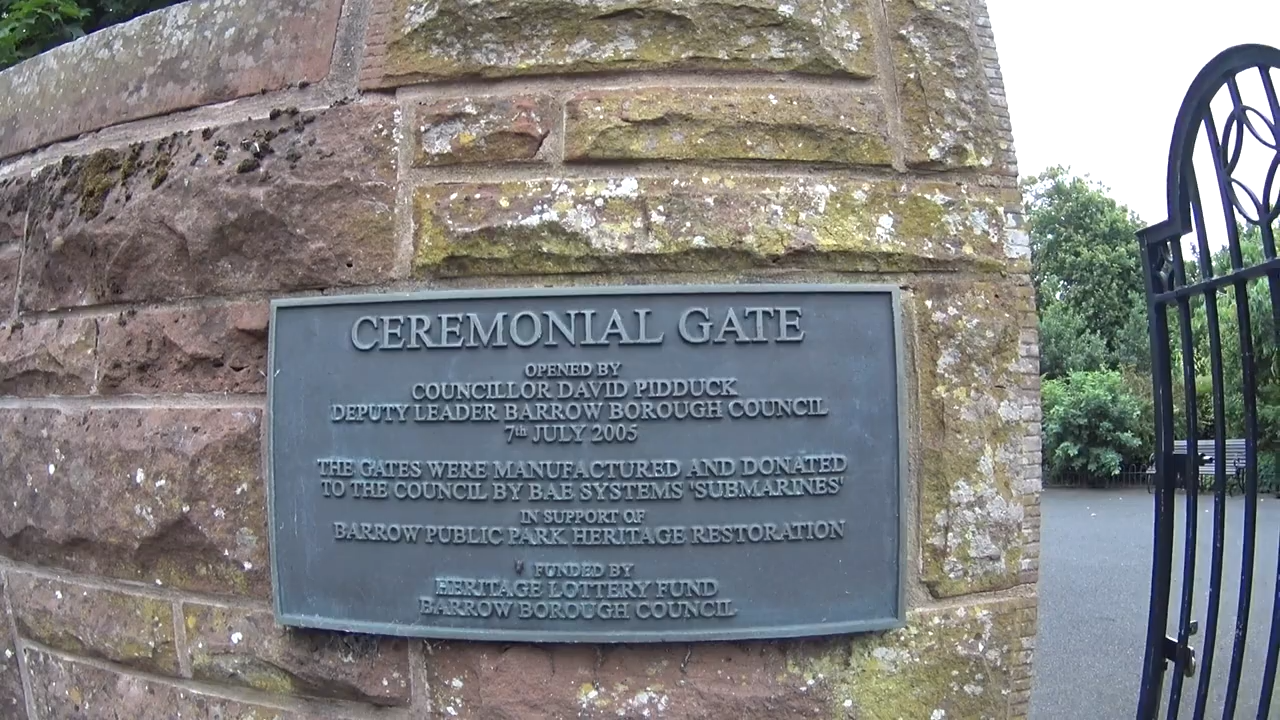 CEREMONIAL GATE
OPENED BY
COUNCILLOR DAVID PIDDUCK
DEPUTY LEADER BARROW BOROUGH COUNCIL
7th JULY 2005
THE GATES WERE MANUFACTURED AND DONATED
TO THE COUNCIL BY BAE SYSTEMS 'SUBMARINES'
IN SUPPORT OF
BARROW PUBLIC PARK HERITAGE RESTORATION
FUNDED BY
HERITAGE LOTTERY FUND
BARROW BOROUGH COUNCIL